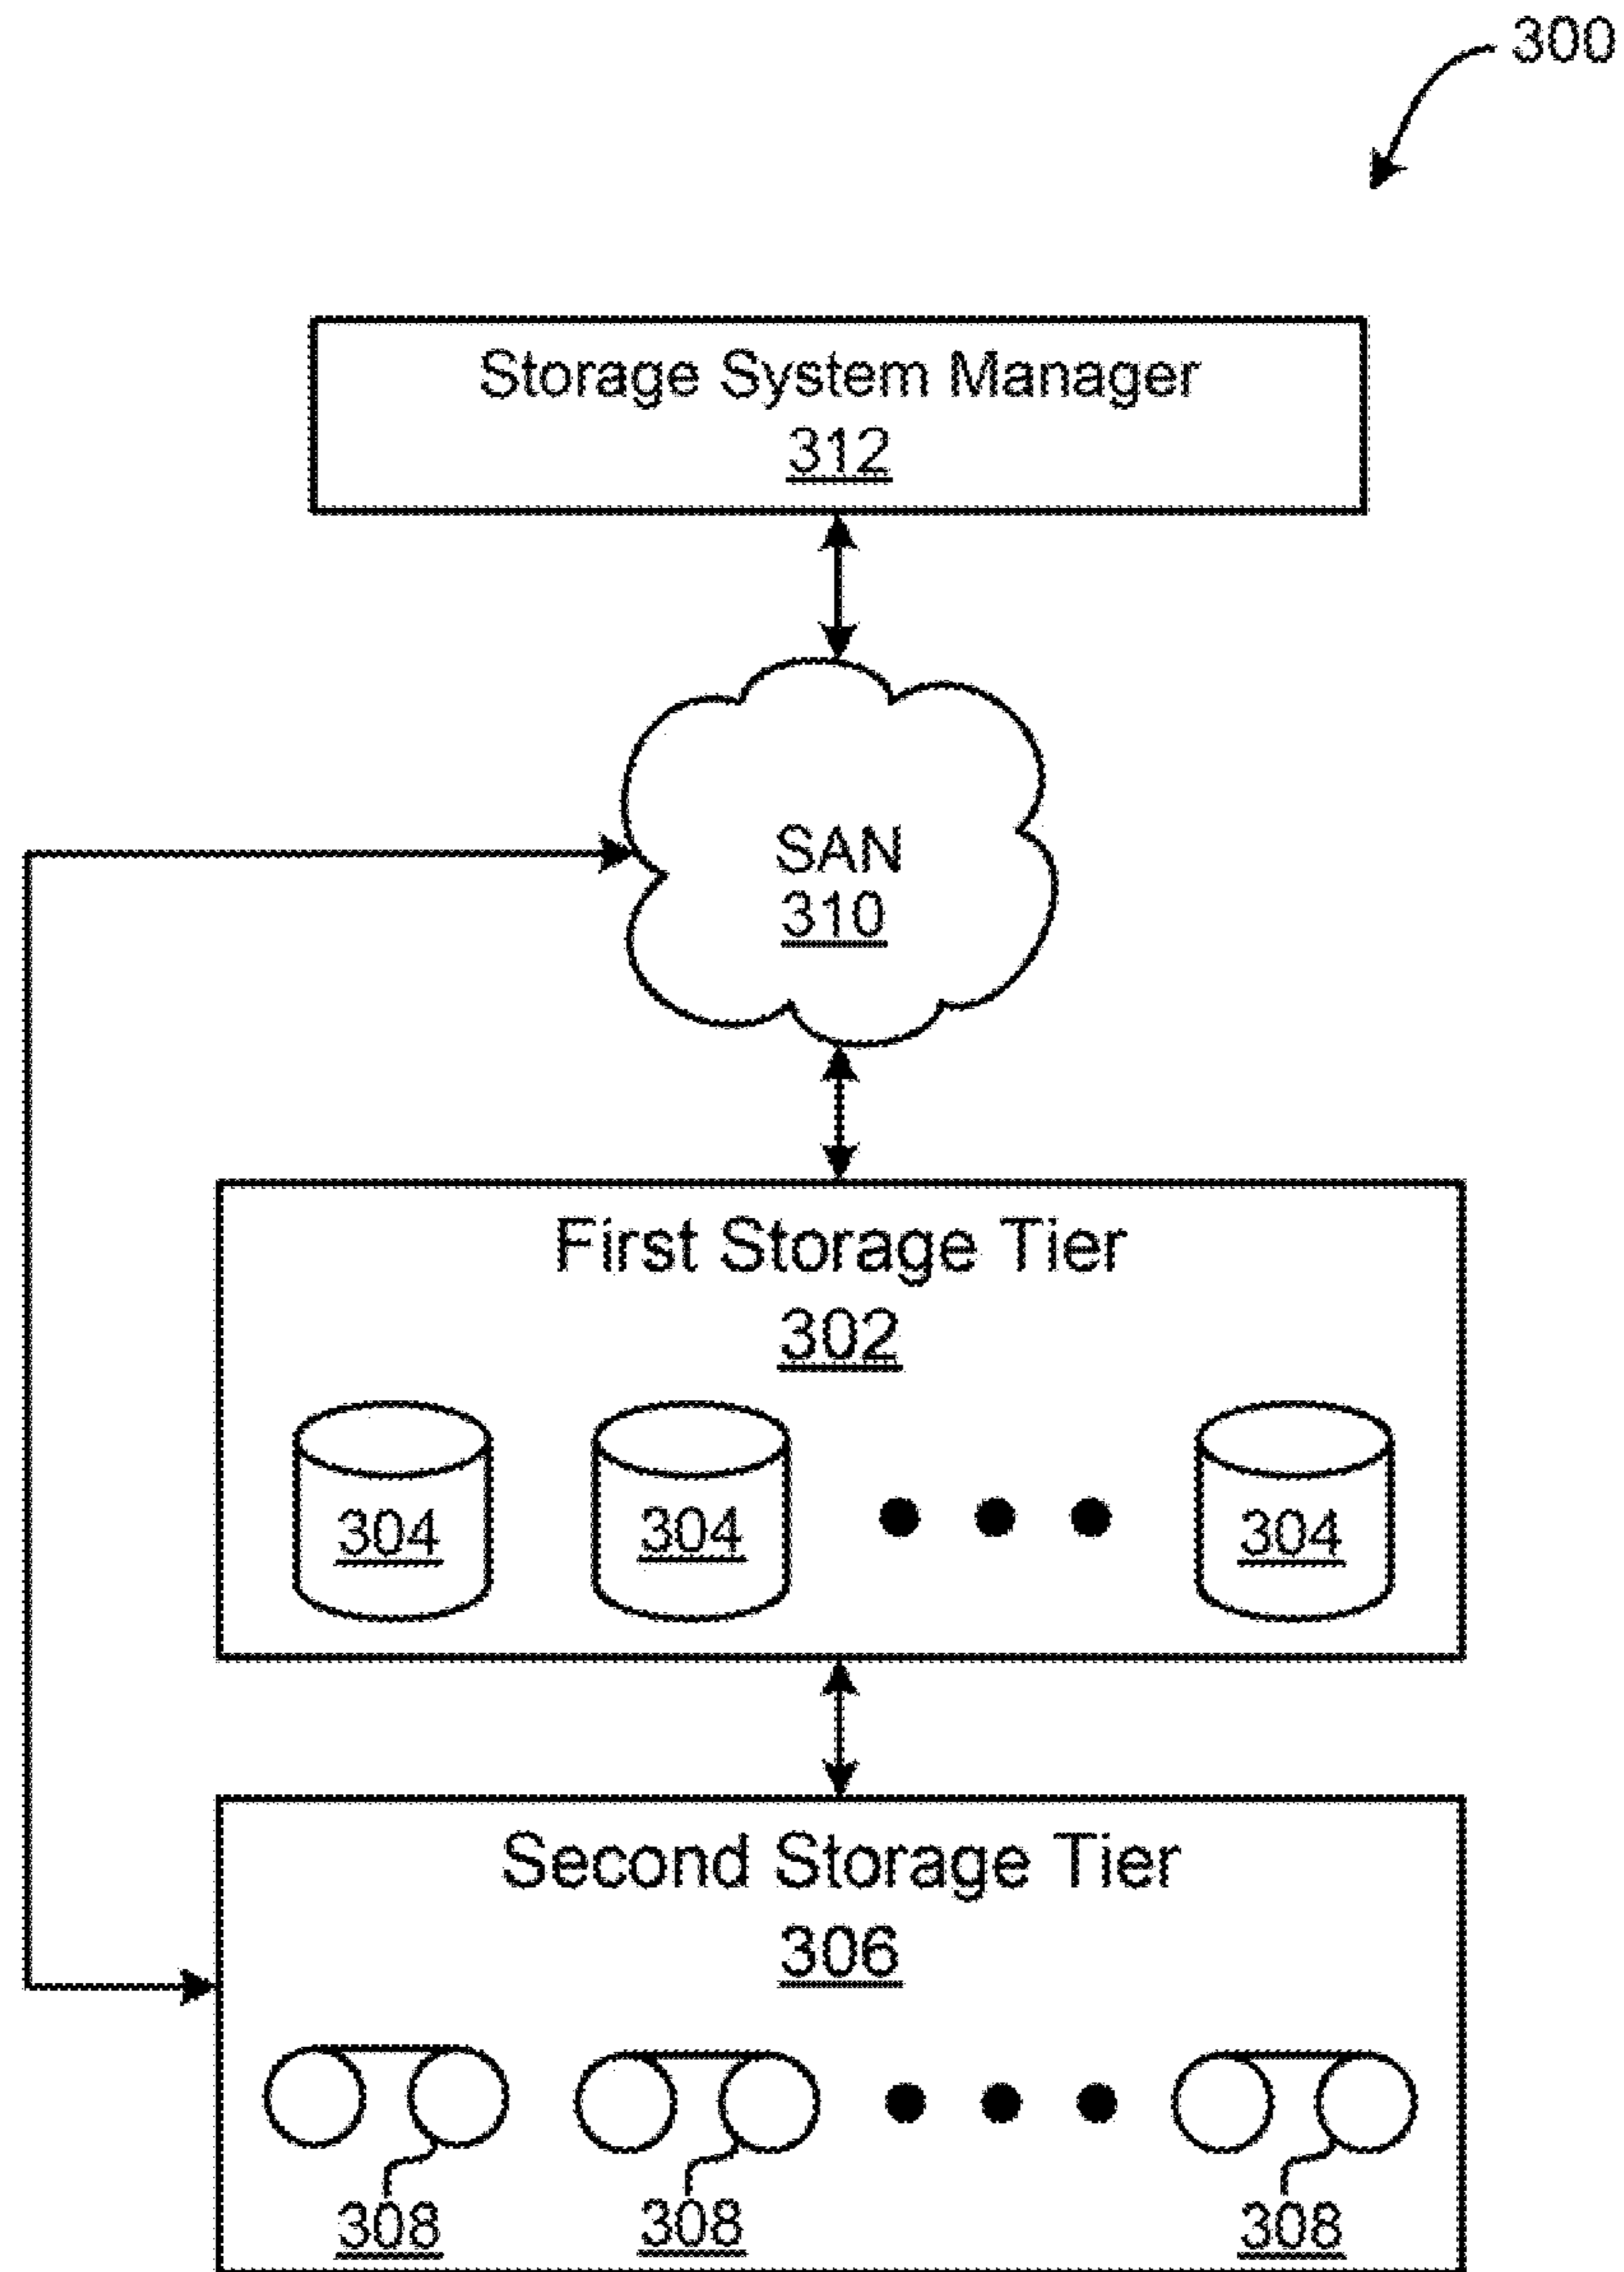 300
Storage System Manager
312
SAN
310
First Storage Tier
302
304 304 304
Second Storage Tier
306
308 308 308